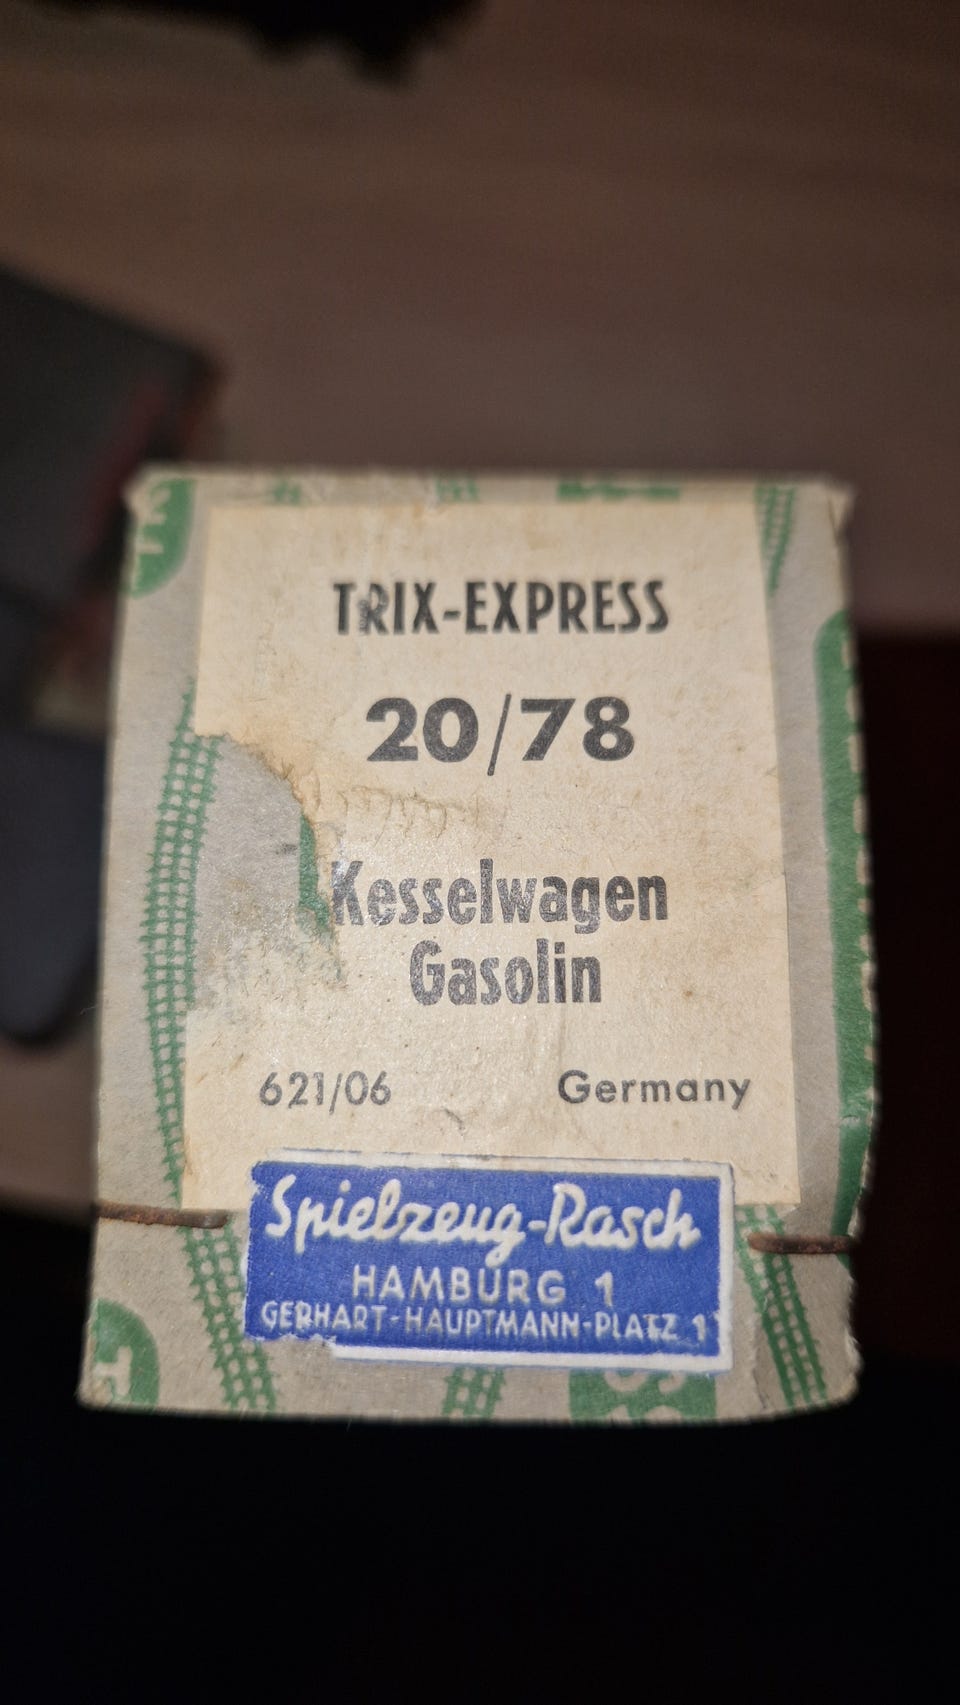 TRIX-EXPRESS
20/78
Kesselwagen
Gasolin
621/06 Germany
Spielzeug-Rasch
HAMBURG 1
GERHART-HAUPTMANN-PLATZ 1